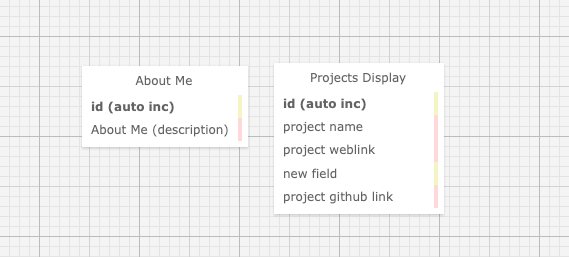 About Me
id (auto inc)
About Me (description)
Projects Display
id (auto inc)
project name
project weblink
new field
project github link